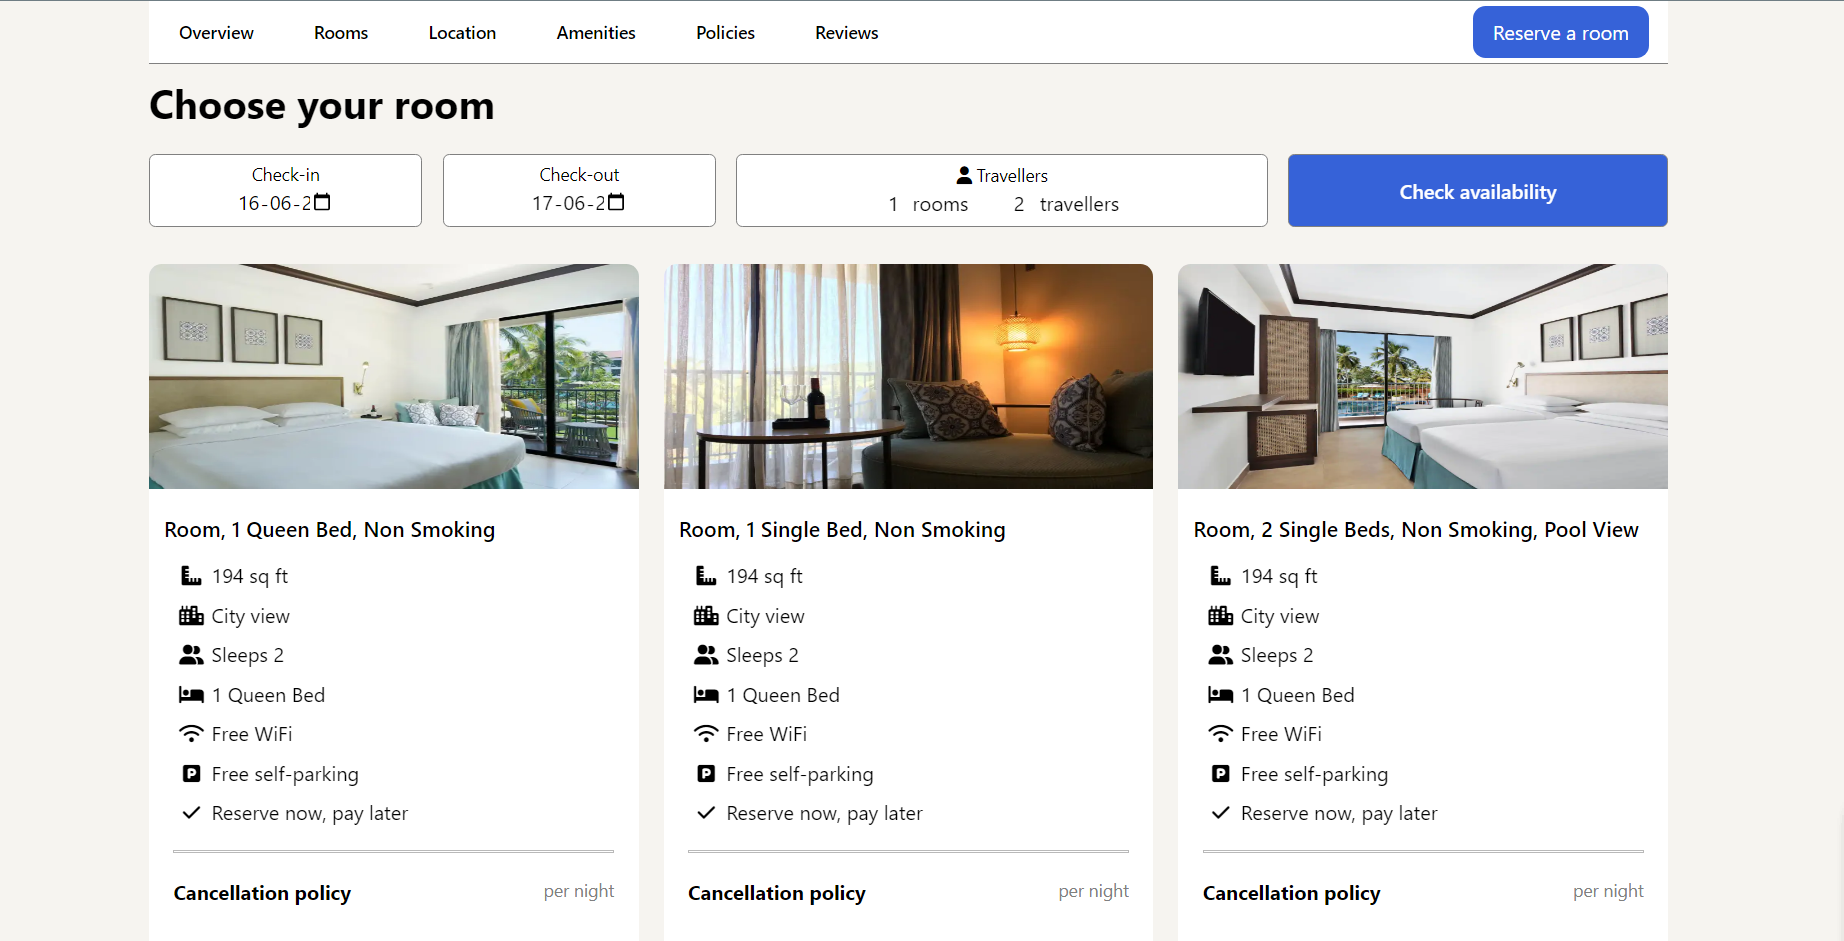 Overview Rooms Location Amenities Policies Reviews Reserve a room
Choose your room
Check-in
16-06-2
Check-out
17-06-2
Travellers
1 rooms 2 travellers
Check availability
Room, 1 Queen Bed, Non Smoking
194 sq ft
City view
Sleeps 2
1 Queen Bed
Free WiFi
Free self-parking
Reserve now, pay later
Cancellation policy per night
Room, 1 Single Bed, Non Smoking
194 sq ft
City view
Sleeps 2
1 Queen Bed
Free WiFi
Free self-parking
Reserve now, pay later
Cancellation policy per night
Room, 2 Single Beds, Non Smoking, Pool View
194 sq ft
City view
Sleeps 2
1 Queen Bed
Free WiFi
Free self-parking
Reserve now, pay later
Cancellation policy per night